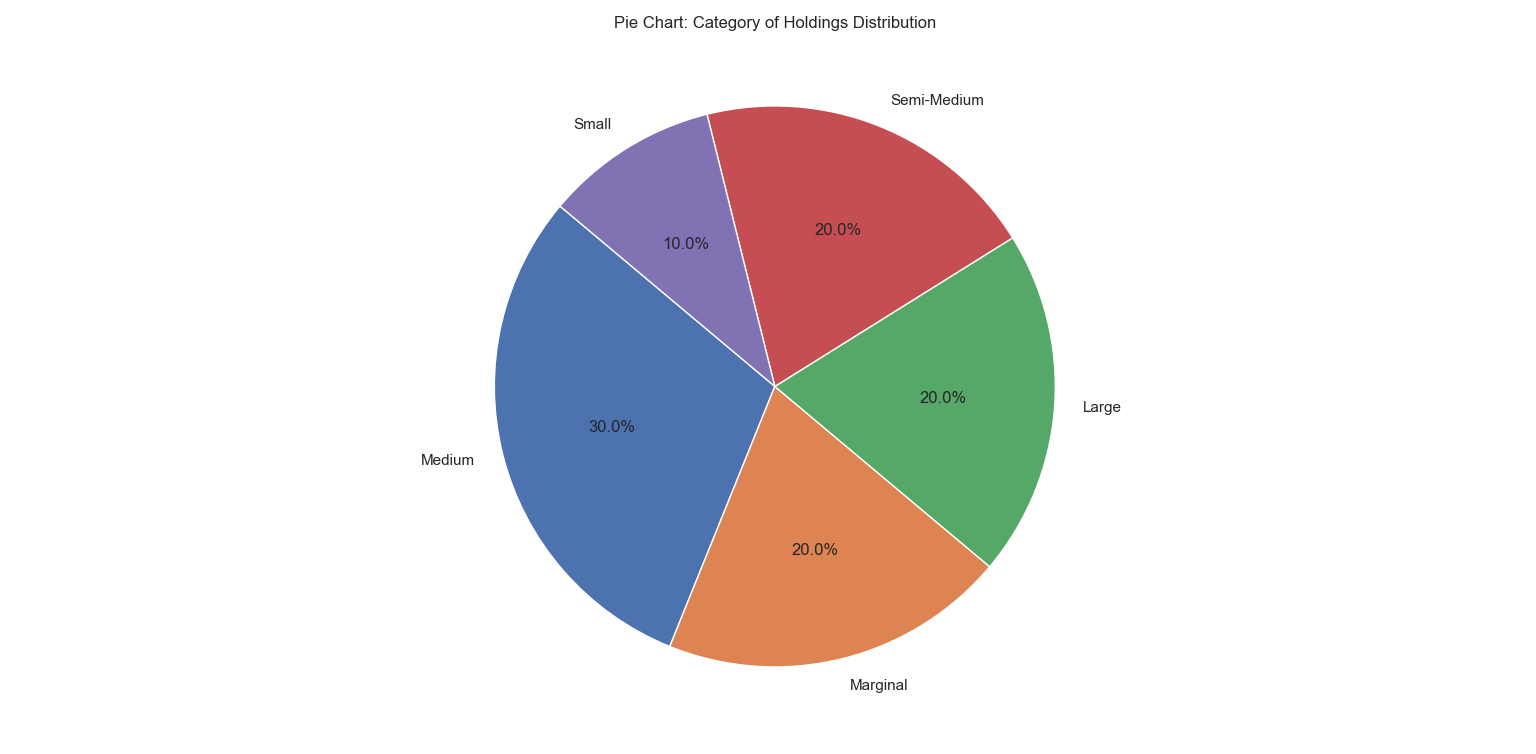 Pie Chart: Category of Holdings Distribution
Semi-Medium
Small
20.0%
10.0%
20.0%
Large
30.0%
Medium
20.0%
Marginal